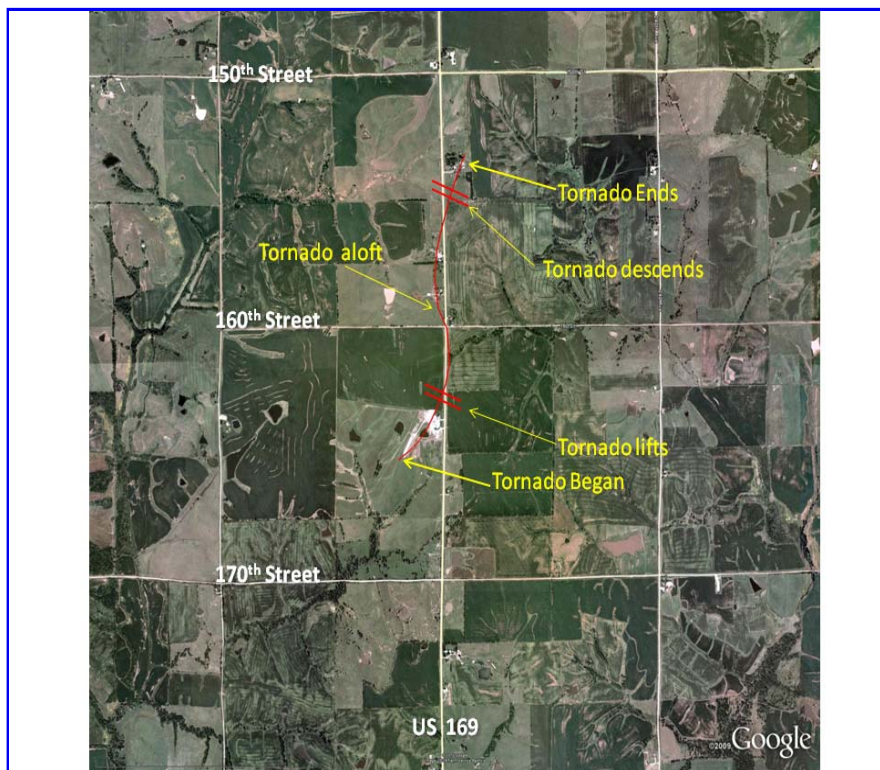 150th Street
Tornado Ends
Tornado aloft
Tornado descends
160th Street
Tornado lifts
Tornado Began
170th Street
US 169
©2009 Google